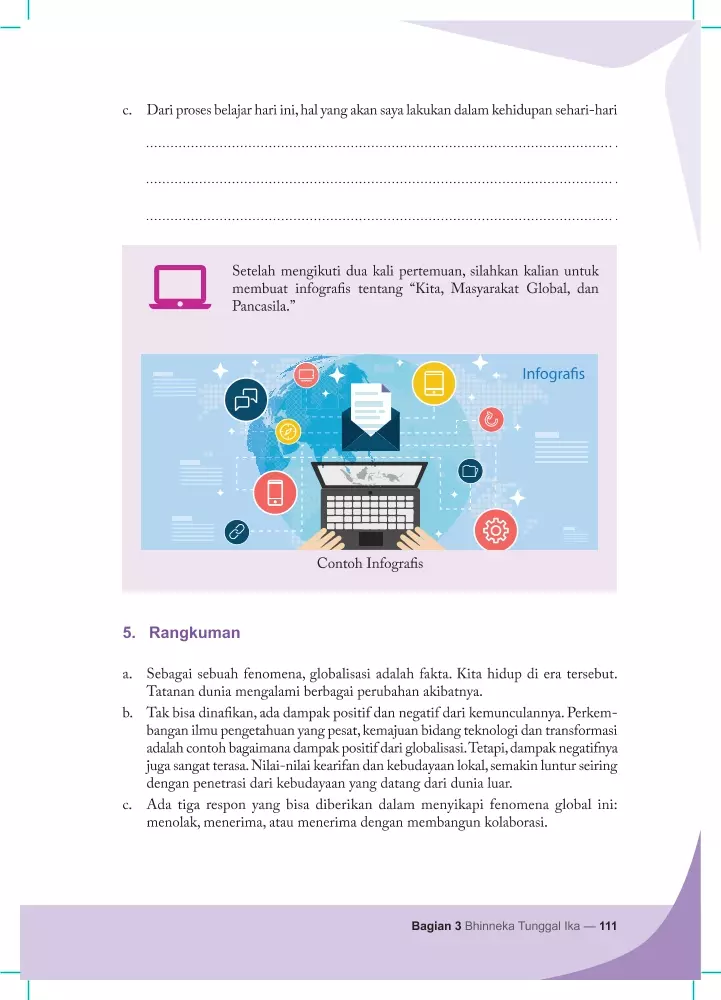 c. Dari proses belajar hari ini, hal yang akan saya lakukan dalam kehidupan sehari-hari
Setelah mengikuti dua kali pertemuan, silahkan kalian untuk
membuat infografis tentang “Kita, Masyarakat Global, dan
Pancasila.”
Infografis
Contoh Infografis
5. Rangkuman
a. Sebagai sebuah fenomena, globalisasi adalah fakta. Kita hidup di era tersebut.
Tatanan dunia mengalami berbagai perubahan akibatnya.
b. Tak bisa dinafikan, ada dampak positif dan negatif dari kemunculannya. Perkem-
bangan ilmu pengetahuan yang pesat, kemajuan bidang teknologi dan transformasi
adalah contoh bagaimana dampak positif dari globalisasi. Tetapi, dampak negatifnya
juga sangat terasa. Nilai-nilai kearifan dan kebudayaan lokal, semakin luntur seiring
dengan penetrasi dari kebudayaan yang datang dari dunia luar.
c. Ada tiga respon yang bisa diberikan dalam menyikapi fenomena global ini:
menolak, menerima, atau menerima dengan membangun kolaborasi.
Bagian 3 Bhinneka Tunggal Ika — 111